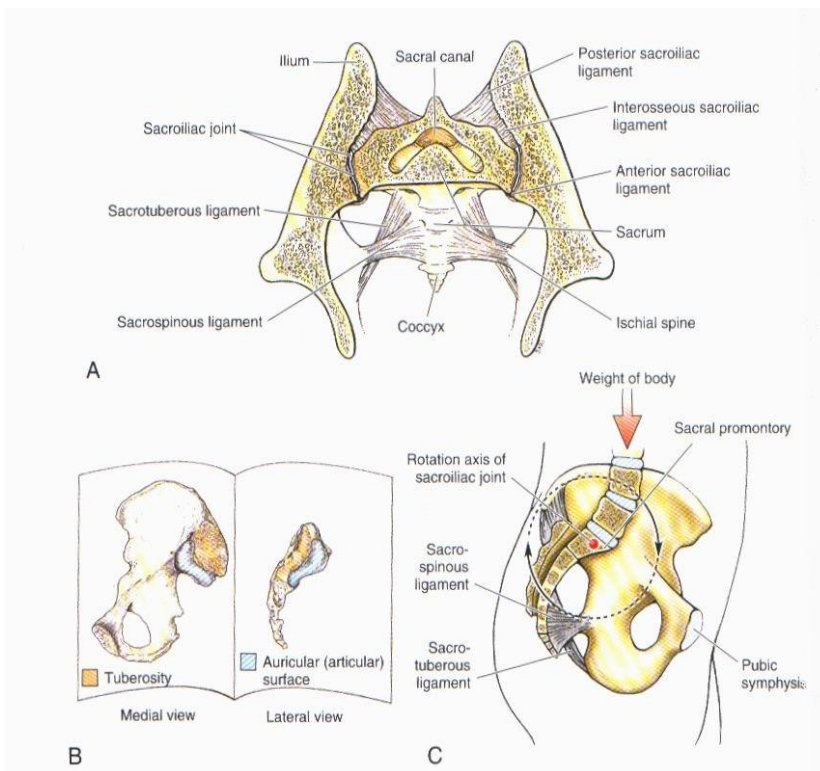 Ilium
Sacral canal
Posterior sacroiliac
ligament
Interosseous sacroiliac
ligament
Sacroiliac joint
Anterior sacroiliac
ligament
Sacrotuberous ligament
Sacrum
Sacrospinous ligament
Coccyx
Ischial spine
A
Weight of body
Sacral promontory
Rotation axis of
sacroiliac joint
Sacro-
spinous
ligament
Sacro-
tuberous
ligament
Pubic
symphysis
Tuberosity
Auricular (articular)
surface
Medial view
Lateral view
B
C